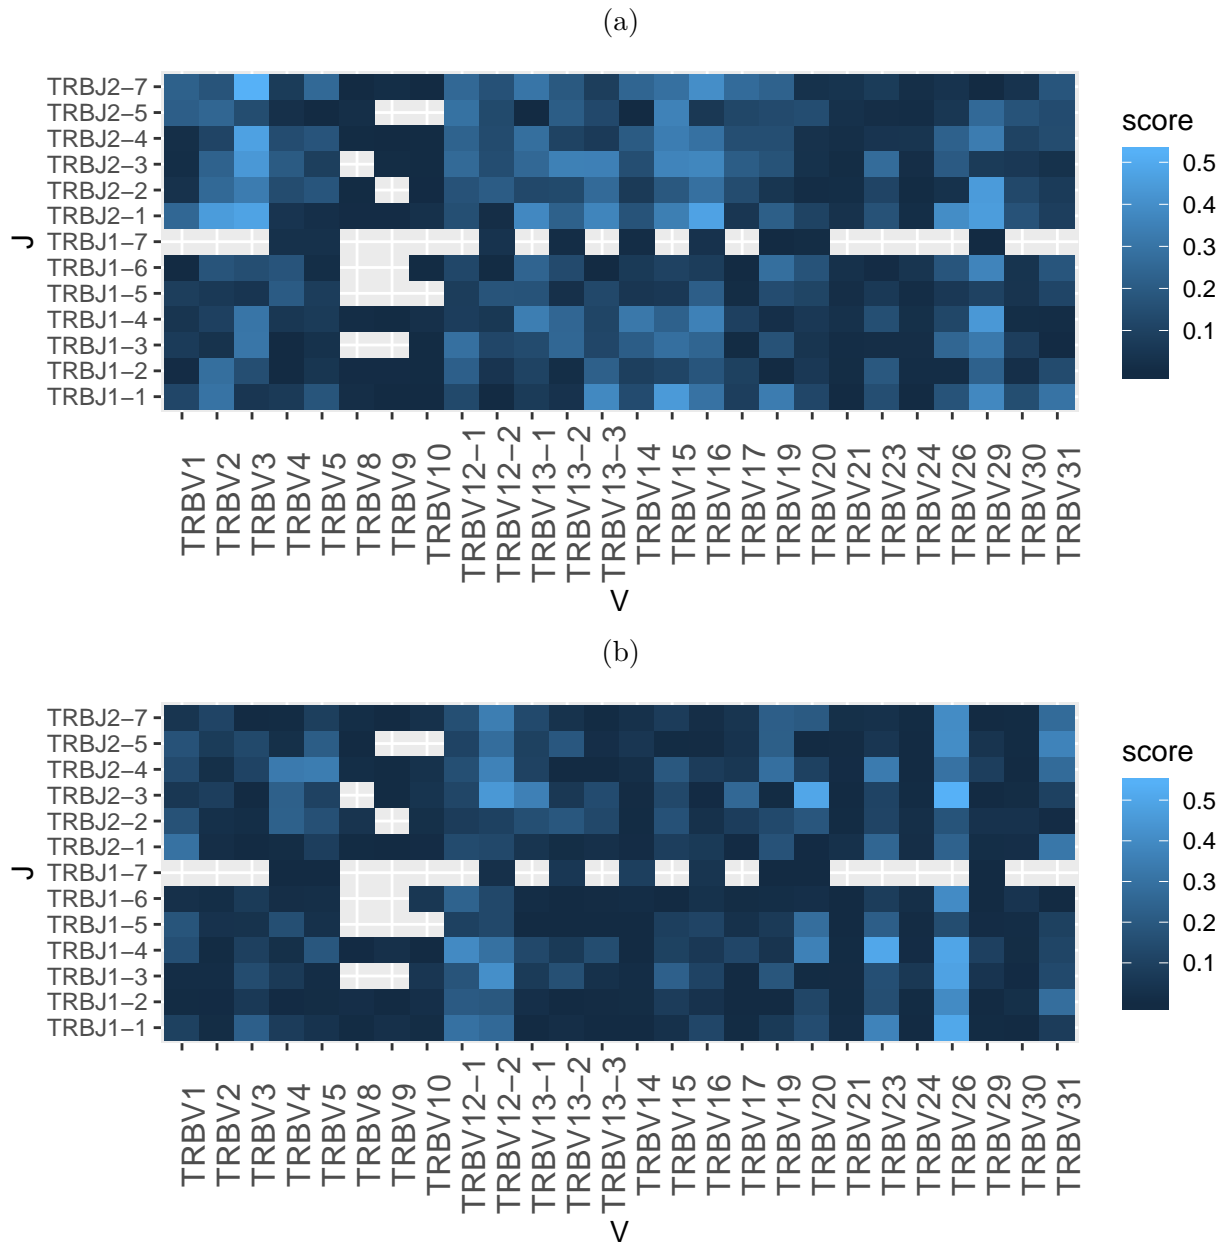 (a)
TRBJ2−7
TRBJ2−5
TRBJ2−4
TRBJ2−3
TRBJ2−2
TRBJ2−1
TRBJ1−7
TRBJ1−6
TRBJ1−5
TRBJ1−4
TRBJ1−3
TRBJ1−2
TRBJ1−1
J
TRBV1
TRBV2
TRBV3
TRBV4
TRBV5
TRBV8
TRBV9
TRBV10
TRBV12−1
TRBV12−2
TRBV13−1
TRBV13−2
TRBV13−3
TRBV14
TRBV15
TRBV16
TRBV17
TRBV19
TRBV20
TRBV21
TRBV23
TRBV24
TRBV26
TRBV29
TRBV30
TRBV31
V
score
0.5
0.4
0.3
0.2
0.1
(b)
TRBJ2−7
TRBJ2−5
TRBJ2−4
TRBJ2−3
TRBJ2−2
TRBJ2−1
TRBJ1−7
TRBJ1−6
TRBJ1−5
TRBJ1−4
TRBJ1−3
TRBJ1−2
TRBJ1−1
J
TRBV1
TRBV2
TRBV3
TRBV4
TRBV5
TRBV8
TRBV9
TRBV10
TRBV12−1
TRBV12−2
TRBV13−1
TRBV13−2
TRBV13−3
TRBV14
TRBV15
TRBV16
TRBV17
TRBV19
TRBV20
TRBV21
TRBV23
TRBV24
TRBV26
TRBV29
TRBV30
TRBV31
V
score
0.5
0.4
0.3
0.2
0.1